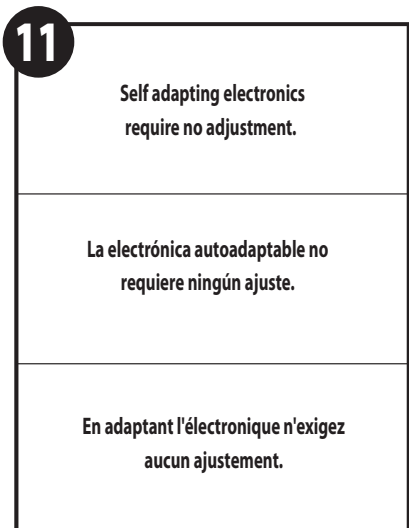 11
Self adapting electronics
require no adjustment.
La electrónica autoadaptable no
requiere ningún ajuste.
En adaptant l'électronique n'exigez
aucun ajustement.